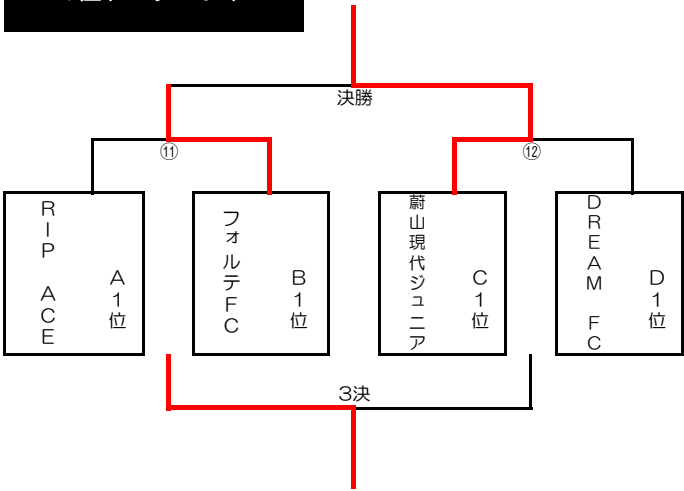 決勝
⑪
⑫
RIP ACE
A1位
フォルテFC
B1位
蔚山現代ジュニア
C1位
DREAM FC
D1位
3決